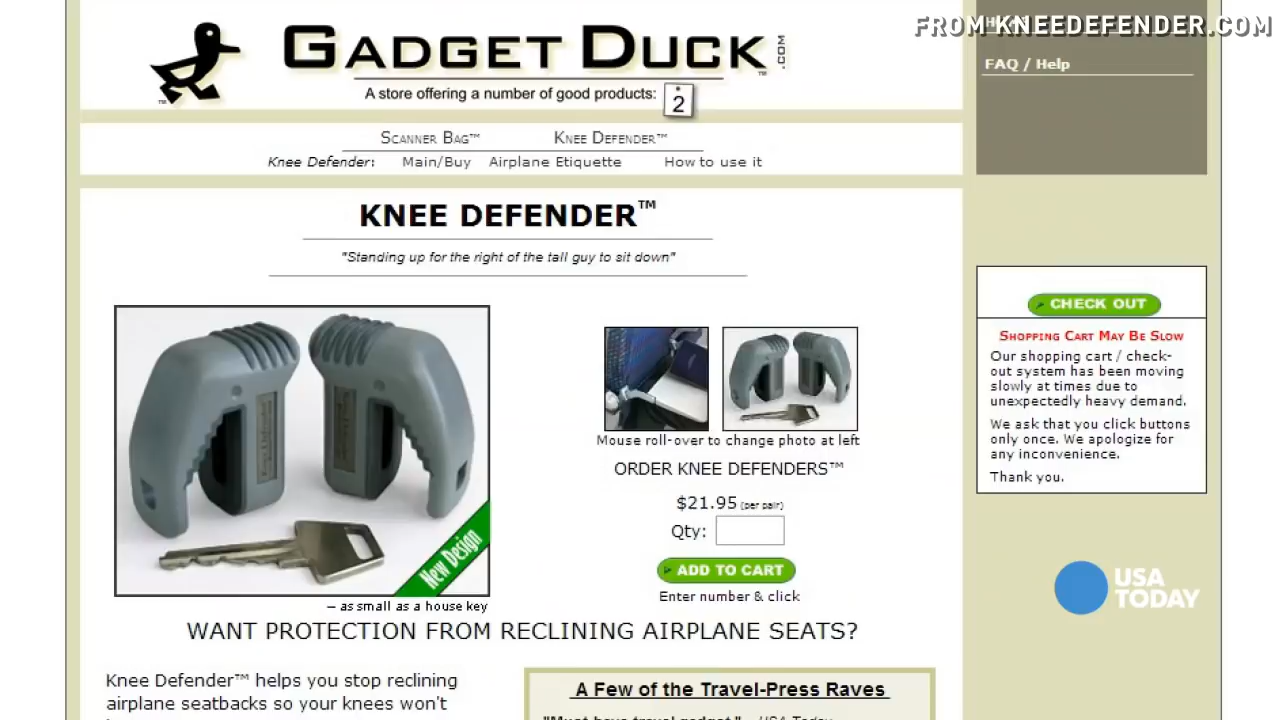 FROM KNEEDEFENDER.COM
GADGET DUCK .COM
™
A store offering a number of good products: 2
FAQ / Help
SCANNER BAG™ KNEE DEFENDER™
Knee Defender: Main/Buy Airplane Etiquette How to use it
KNEE DEFENDER™
"Standing up for the right of the tall guy to sit down"
New Design
– as small as a house key
Mouse roll-over to change photo at left
ORDER KNEE DEFENDERS™
$21.95 (per pair)
Qty:
ADD TO CART
Enter number & click
CHECK OUT
SHOPPING CART MAY BE SLOW
Our shopping cart / check-
out system has been moving
slowly at times due to
unexpectedly heavy demand.
We ask that you click buttons
only once. We apologize for
any inconvenience.
Thank you.
USA
TODAY
WANT PROTECTION FROM RECLINING AIRPLANE SEATS?
Knee Defender™ helps you stop reclining
airplane seatbacks so your knees won't
A Few of the Travel-Press Raves
"Must-have travel gadget." – USA Today